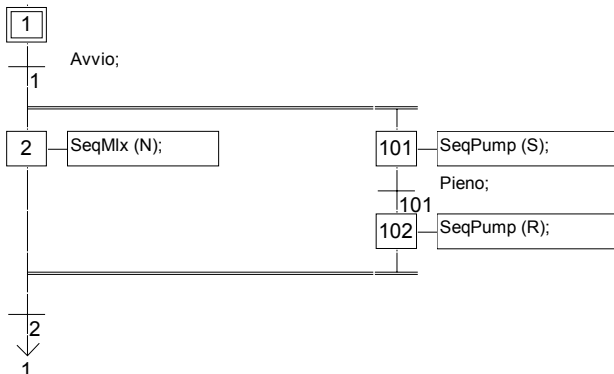 1
Avvio;
1
2
SeqMIx (N);
101
SeqPump (S);
Pieno;
101
102
SeqPump (R);
2
1